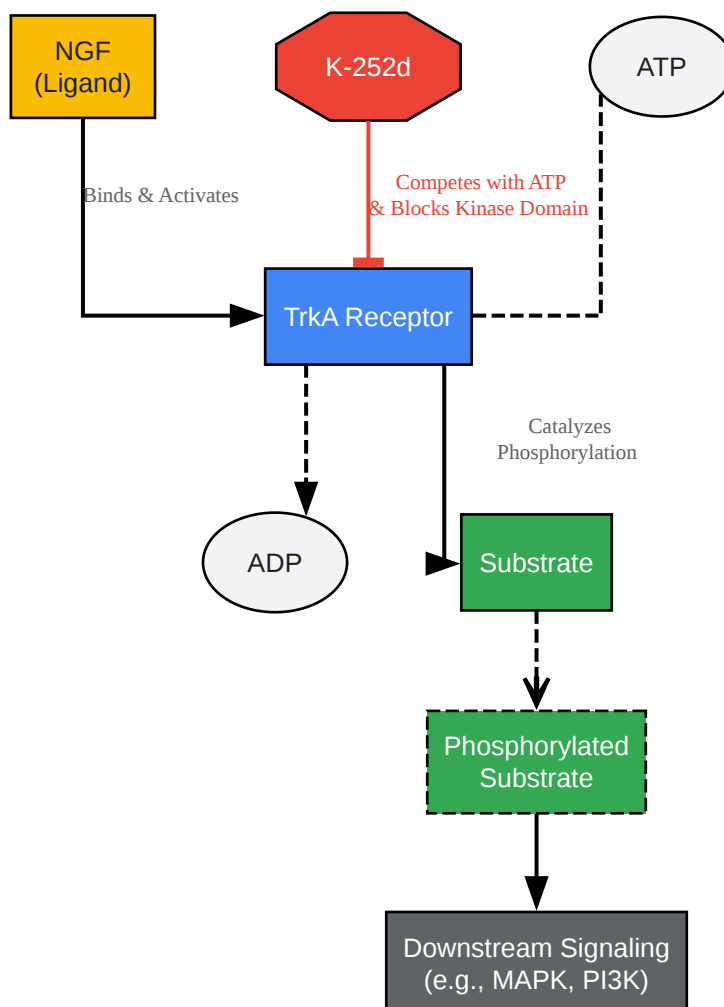 NGF
(Ligand)
K-252d
ATP
Binds & Activates
Competes with ATP
& Blocks Kinase Domain
TrkA Receptor
Catalyzes
Phosphorylation
ADP
Substrate
Phosphorylated
Substrate
Downstream Signaling
(e.g., MAPK, PI3K)